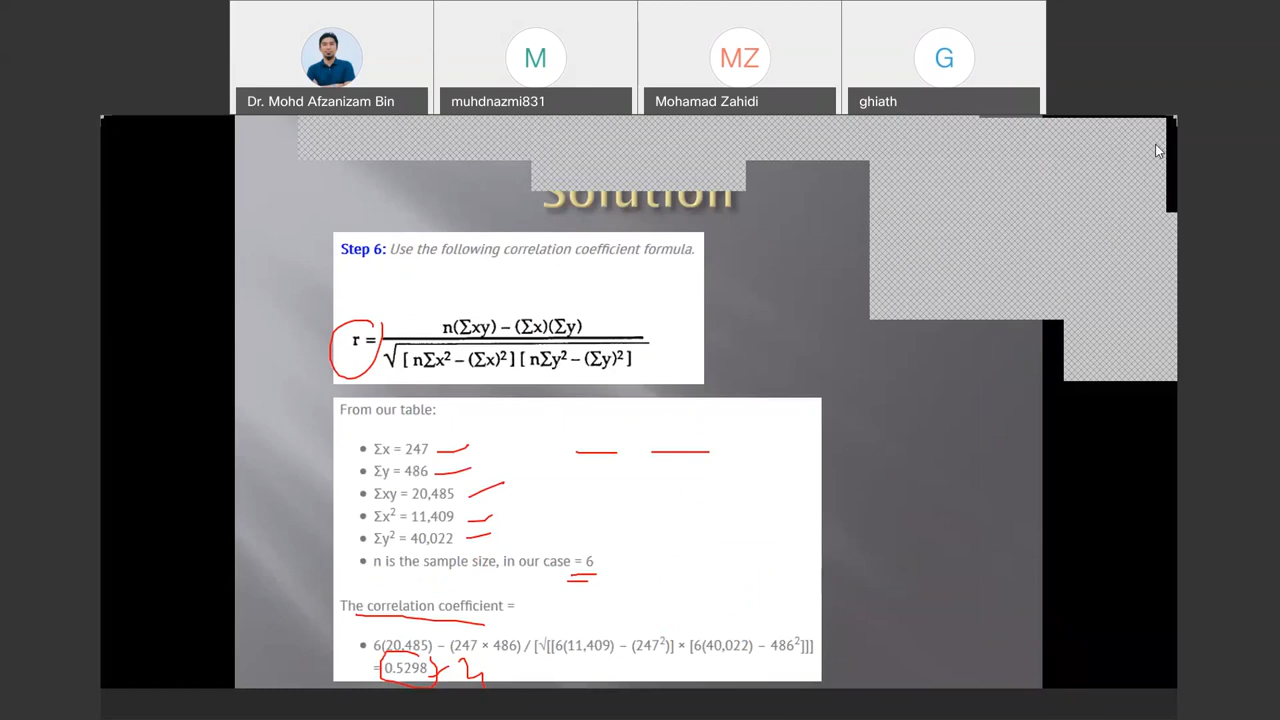 M
MZ
G
Dr. Mohd Afzanizam Bin
muhdnazmi831
Mohamad Zahidi
ghiath
Solution
Step 6: Use the following correlation coefficient formula.
r = n(Σxy) – (Σx)(Σy)
√[ nΣx² – (Σx)² ] [ nΣy² – (Σy)² ]
From our table:
• Σx = 247
• Σy = 486
• Σxy = 20,485
• Σx² = 11,409
• Σy² = 40,022
• n is the sample size, in our case = 6
The correlation coefficient =
• 6(20,485) – (247 × 486) / [√[[6(11,409) – (247²)] × [6(40,022) – 486²]]]
= 0.5298